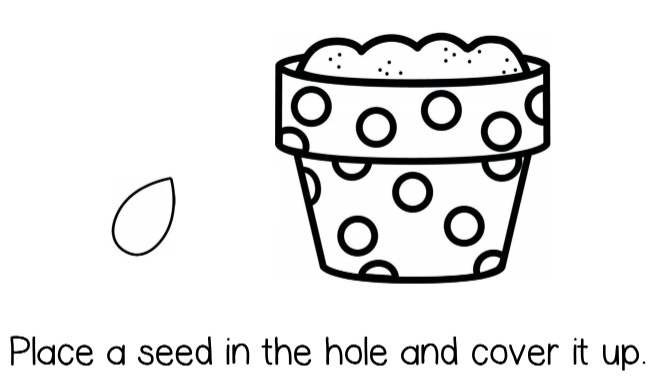 Place a seed in the hole and cover it up.